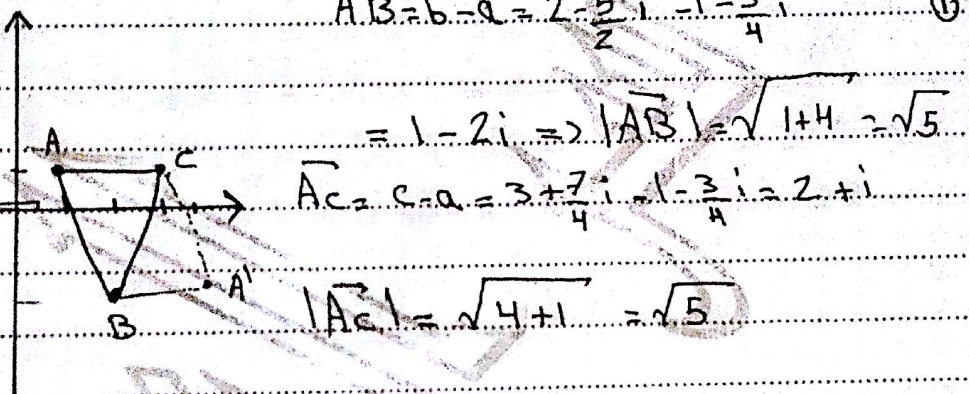 AB = b - a = 2 - 5/2 i - 1 - 3/4 i
= 1 - 2i => |AB| = √1+4 = √5
A
C
Ac = c - a = 3 + 7/4 i - 1 - 3/4 i = 2 + i
A'
|Ac| = √4+1 = √5
B